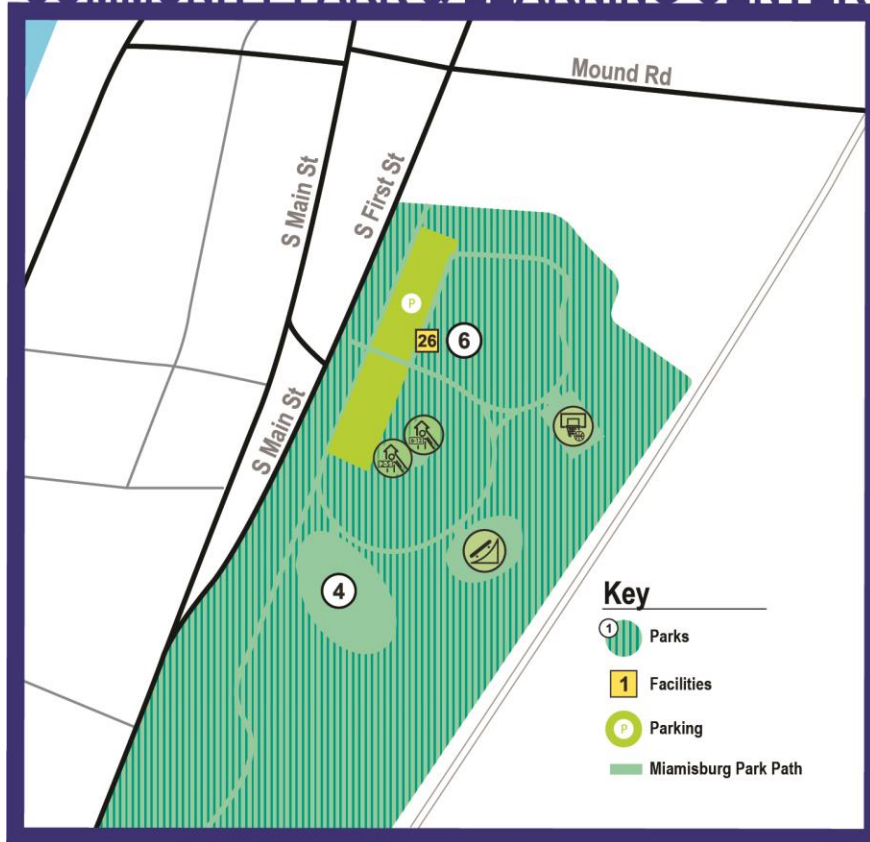 Mound Rd
S Main St
S First St
P
26
6
S Main St
4
Key
1
Parks
1
Facilities
P
Parking
Miamisburg Park Path